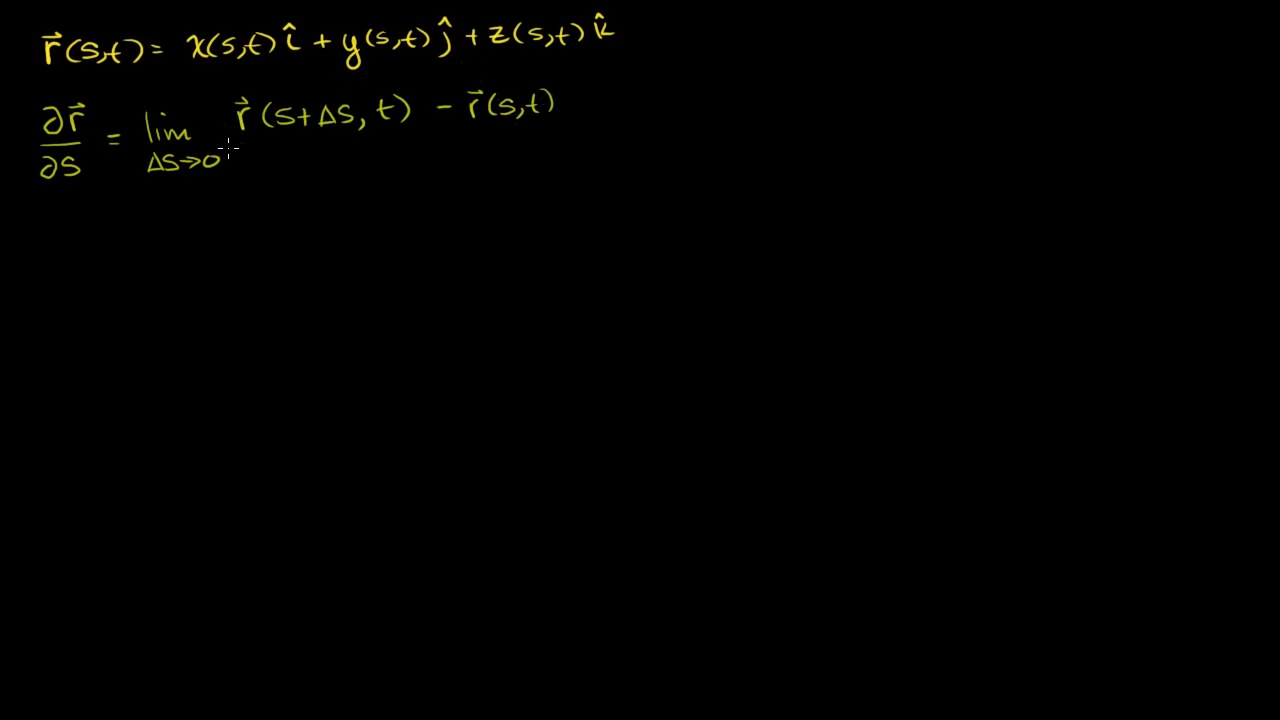 r⃗(s,t) = x(s,t) î + y(s,t) ĵ + z(s,t) k̂
∂r⃗/∂s = lim Δs→0 r⃗(s+Δs, t) - r⃗(s,t)